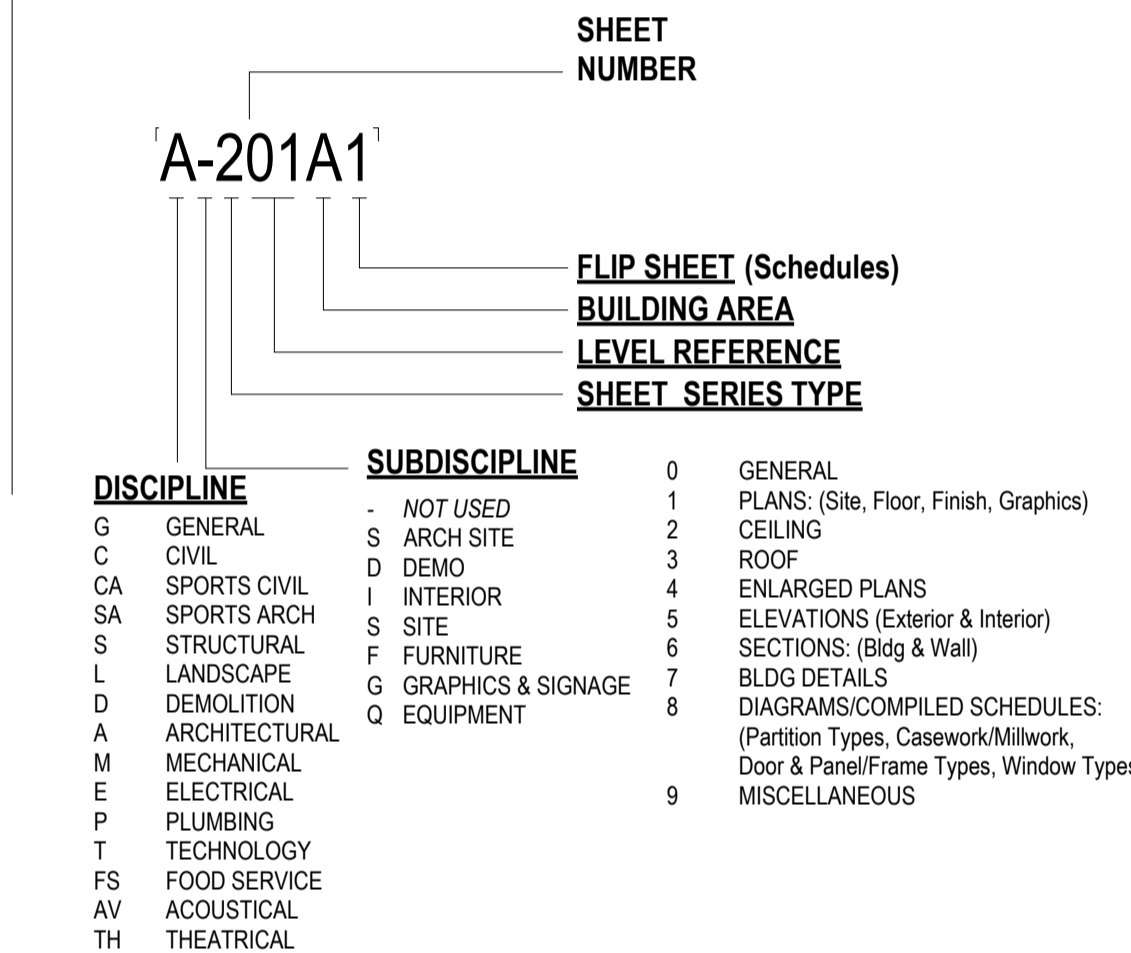 SHEET
NUMBER
A-201A1
FLIP SHEET (Schedules)
BUILDING AREA
LEVEL REFERENCE
SHEET SERIES TYPE
DISCIPLINE
G GENERAL
C CIVIL
CA SPORTS CIVIL
SA SPORTS ARCH
S STRUCTURAL
L LANDSCAPE
D DEMOLITION
A ARCHITECTURAL
M MECHANICAL
E ELECTRICAL
P PLUMBING
T TECHNOLOGY
FS FOOD SERVICE
AV ACOUSTICAL
TH THEATRICAL
SUBDISCIPLINE
- NOT USED
S ARCH SITE
D DEMO
I INTERIOR
S SITE
F FURNITURE
G GRAPHICS & SIGNAGE
Q EQUIPMENT
0 GENERAL
1 PLANS: (Site, Floor, Finish, Graphics)
2 CEILING
3 ROOF
4 ENLARGED PLANS
5 ELEVATIONS (Exterior & Interior)
6 SECTIONS: (Bldg & Wall)
7 BLDG DETAILS
8 DIAGRAMS/COMPILED SCHEDULES:
(Partition Types, Casework/Millwork,
Door & Panel/Frame Types, Window Types
9 MISCELLANEOUS